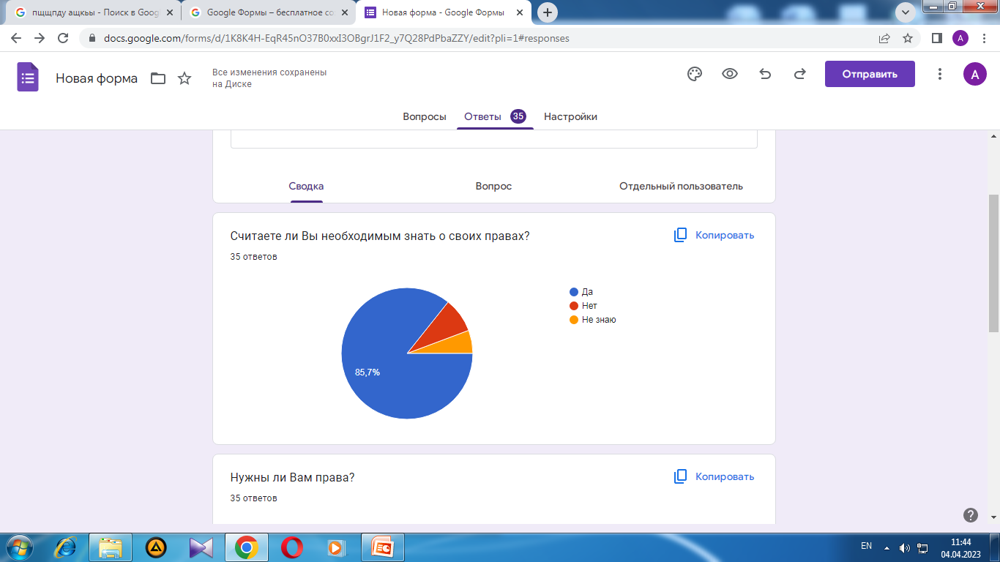 пщщпду ащкьы - Поиск в Goog
Google Формы – бесплатное со
Новая форма - Google Формы
docs.google.com/forms/d/1K8K4H-EqR45nO37B0xxI3OBgrJ1F2_y7Q28PdPbaZZY/edit?pli=1#responses
A
Новая форма
Все изменения сохранены
на Диске
Отправить
A
Вопросы Ответы 35 Настройки
Сводка Вопрос Отдельный пользователь
Считаете ли Вы необходимым знать о своих правах?
Копировать
35 ответов
Да
Нет
Не знаю
85,7%
Нужны ли Вам права?
Копировать
35 ответов
EN
11:44
04.04.2023